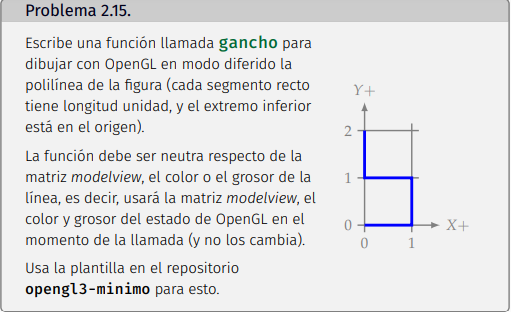 Problema 2.15.
Escribe una función llamada gancho para
dibujar con OpenGL en modo diferido la
polilínea de la figura (cada segmento recto
tiene longitud unidad, y el extremo inferior
está en el origen).
La función debe ser neutra respecto de la
matriz modelview, el color o el grosor de la
línea, es decir, usará la matriz modelview, el
color y grosor del estado de OpenGL en el
momento de la llamada (y no los cambia).
Usa la plantilla en el repositorio
opengl3-minimo para esto.
Y+
2
1
0
X+
0
1